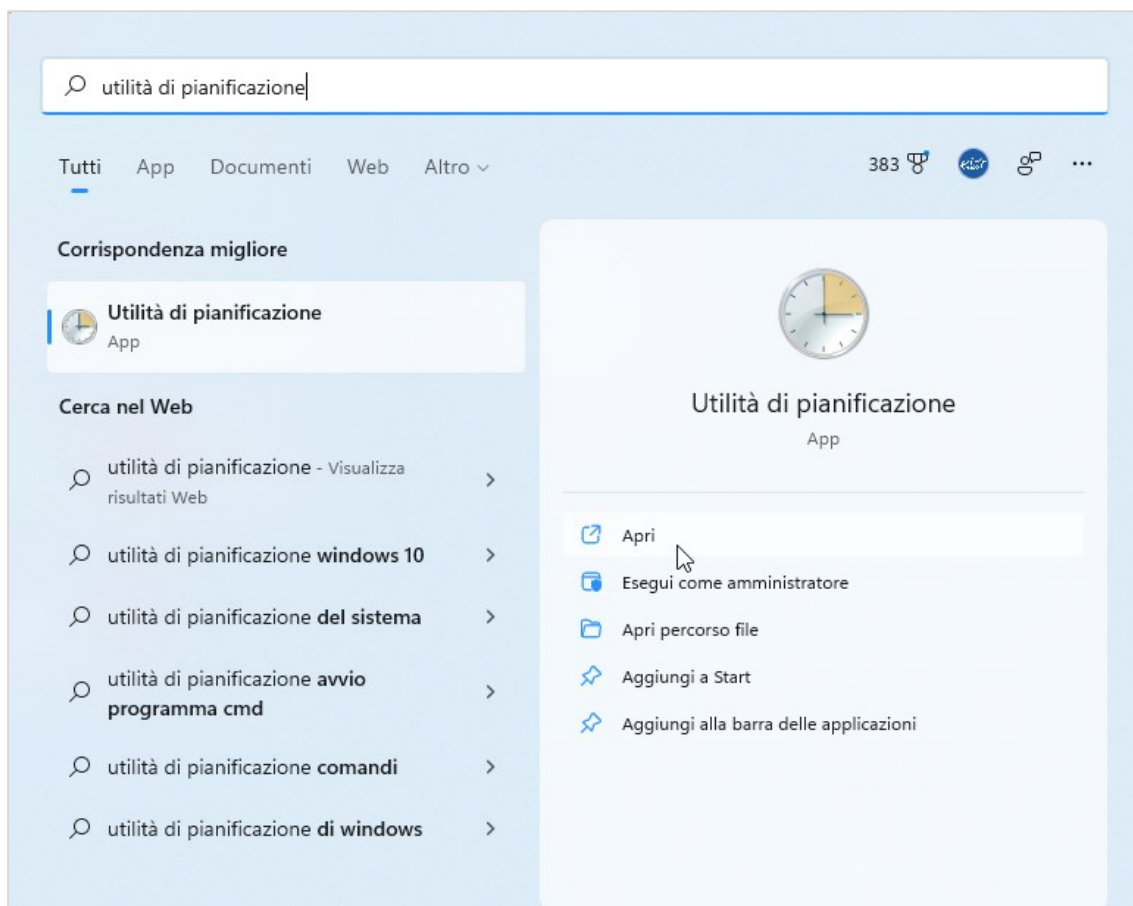 utilità di pianificazione
Tutti App Documenti Web Altro
383
Corrispondenza migliore
Utilità di pianificazione
App
Cerca nel Web
utilità di pianificazione - Visualizza
risultati Web
utilità di pianificazione windows 10
utilità di pianificazione del sistema
utilità di pianificazione avvio
programma cmd
utilità di pianificazione comandi
utilità di pianificazione di windows
Utilità di pianificazione
App
Apri
Esegui come amministratore
Apri percorso file
Aggiungi a Start
Aggiungi alla barra delle applicazioni